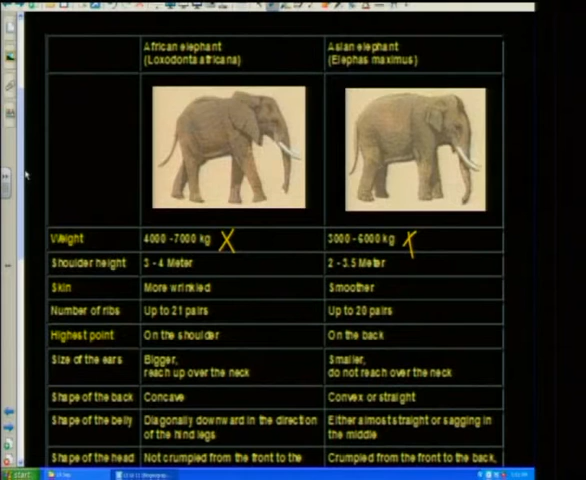 African elephant Asian elephant
(Loxodonta africana) (Elephas maximus)
Weight 4000 -7000 kg X 3000 - 6000 kg X
Shoulder height 3 - 4 Meter 2 - 3.5 Meter
Skin More wrinkled Smoother
Number of ribs Up to 21 pairs Up to 20 pairs
Highest point On the shoulder On the back
Size of the ears Bigger, Smaller,
reach up over the neck do not reach over the neck
Shape of the back Concave Convex or straight
Shape of the belly Diagonally downward in the direction Either almost straight or sagging in
of the hind legs the middle
Shape of the head Not crumpled from the front to the Crumpled from the front to the back,
start